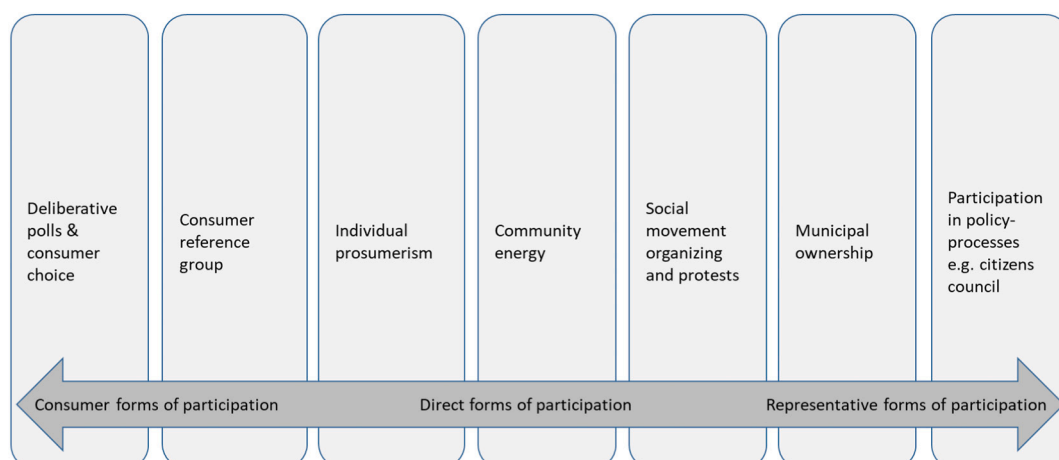 Deliberative
polls &
consumer
choice
Consumer
reference
group
Individual
prosumerism
Community
energy
Social
movement
organizing
and protests
Municipal
ownership
Participation
in policy-
processes
e.g. citizens
council
Consumer forms of participation
Direct forms of participation
Representative forms of participation